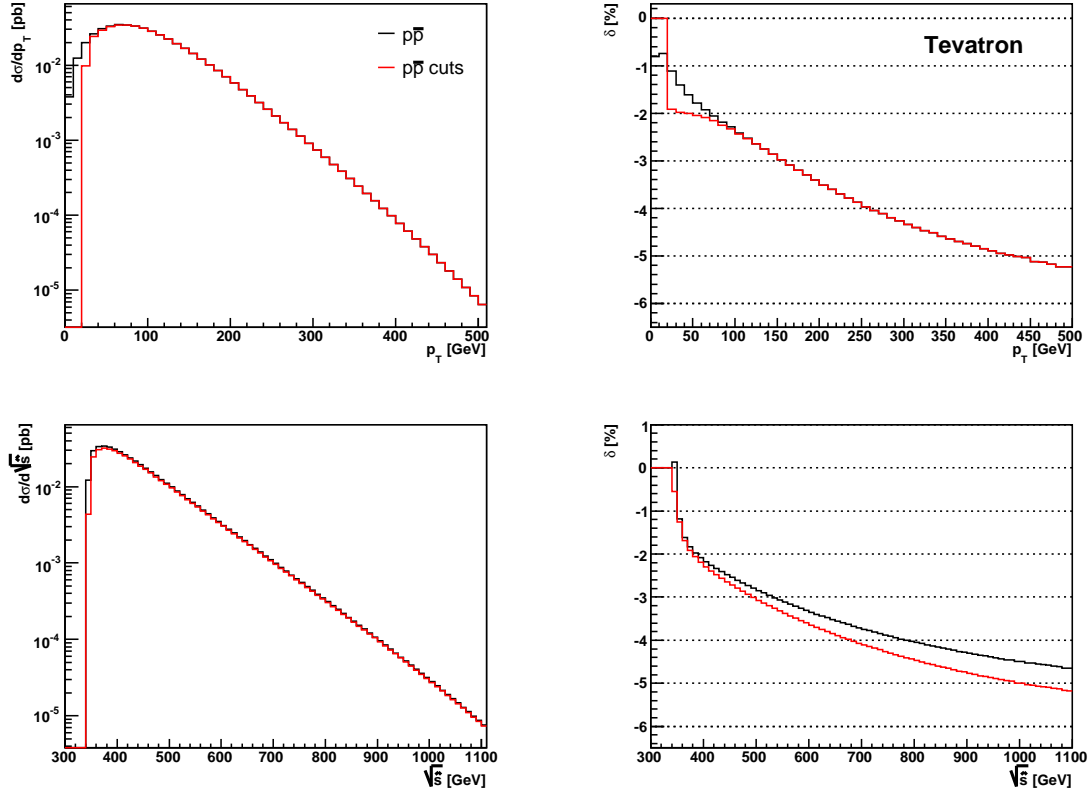 dσ/dp_T [pb]
pp̅
pp̅ cuts
10⁻²
10⁻³
10⁻⁴
10⁻⁵
0 100 200 300 400 500
p_T [GeV]
δ [%]
Tevatron
0
-1
-2
-3
-4
-5
-6
0 50 100 150 200 250 300 350 400 450 500
p_T [GeV]
dσ/d√ŝ [pb]
10⁻²
10⁻³
10⁻⁴
10⁻⁵
300 400 500 600 700 800 900 1000 1100
√ŝ [GeV]
δ [%]
1
0
-1
-2
-3
-4
-5
-6
300 400 500 600 700 800 900 1000 1100
√ŝ [GeV]